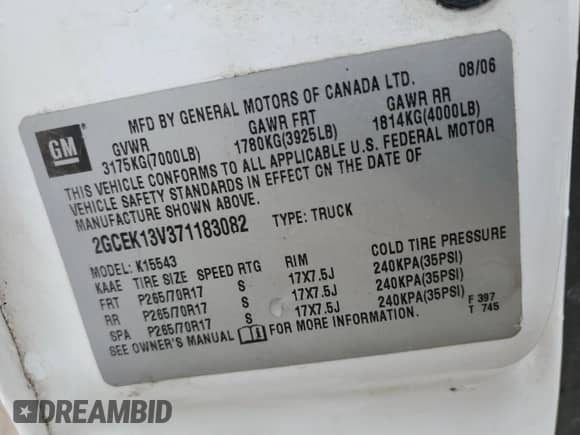 GM
MFD BY GENERAL MOTORS OF CANADA LTD. 08/06
GVWR GAWR FRT GAWR RR
3175KG(7000LB) 1780KG(3925LB) 1814KG(4000LB)
THIS VEHICLE CONFORMS TO ALL APPLICABLE U.S. FEDERAL MOTOR
VEHICLE SAFETY STANDARDS IN EFFECT ON THE DATE OF
MANUFACTURE SHOWN ABOVE.
2GCEK13V371183082 TYPE: TRUCK
MODEL: K15543
KAAE TIRE SIZE SPEED RTG RIM COLD TIRE PRESSURE
FRT P265/70R17 S 17X7.5J 240KPA(35PSI)
RR P265/70R17 S 17X7.5J 240KPA(35PSI)
SPA P265/70R17 S 17X7.5J 240KPA(35PSI)
SEE OWNER'S MANUAL FOR MORE INFORMATION.
F 397
T 745
DREAMBID